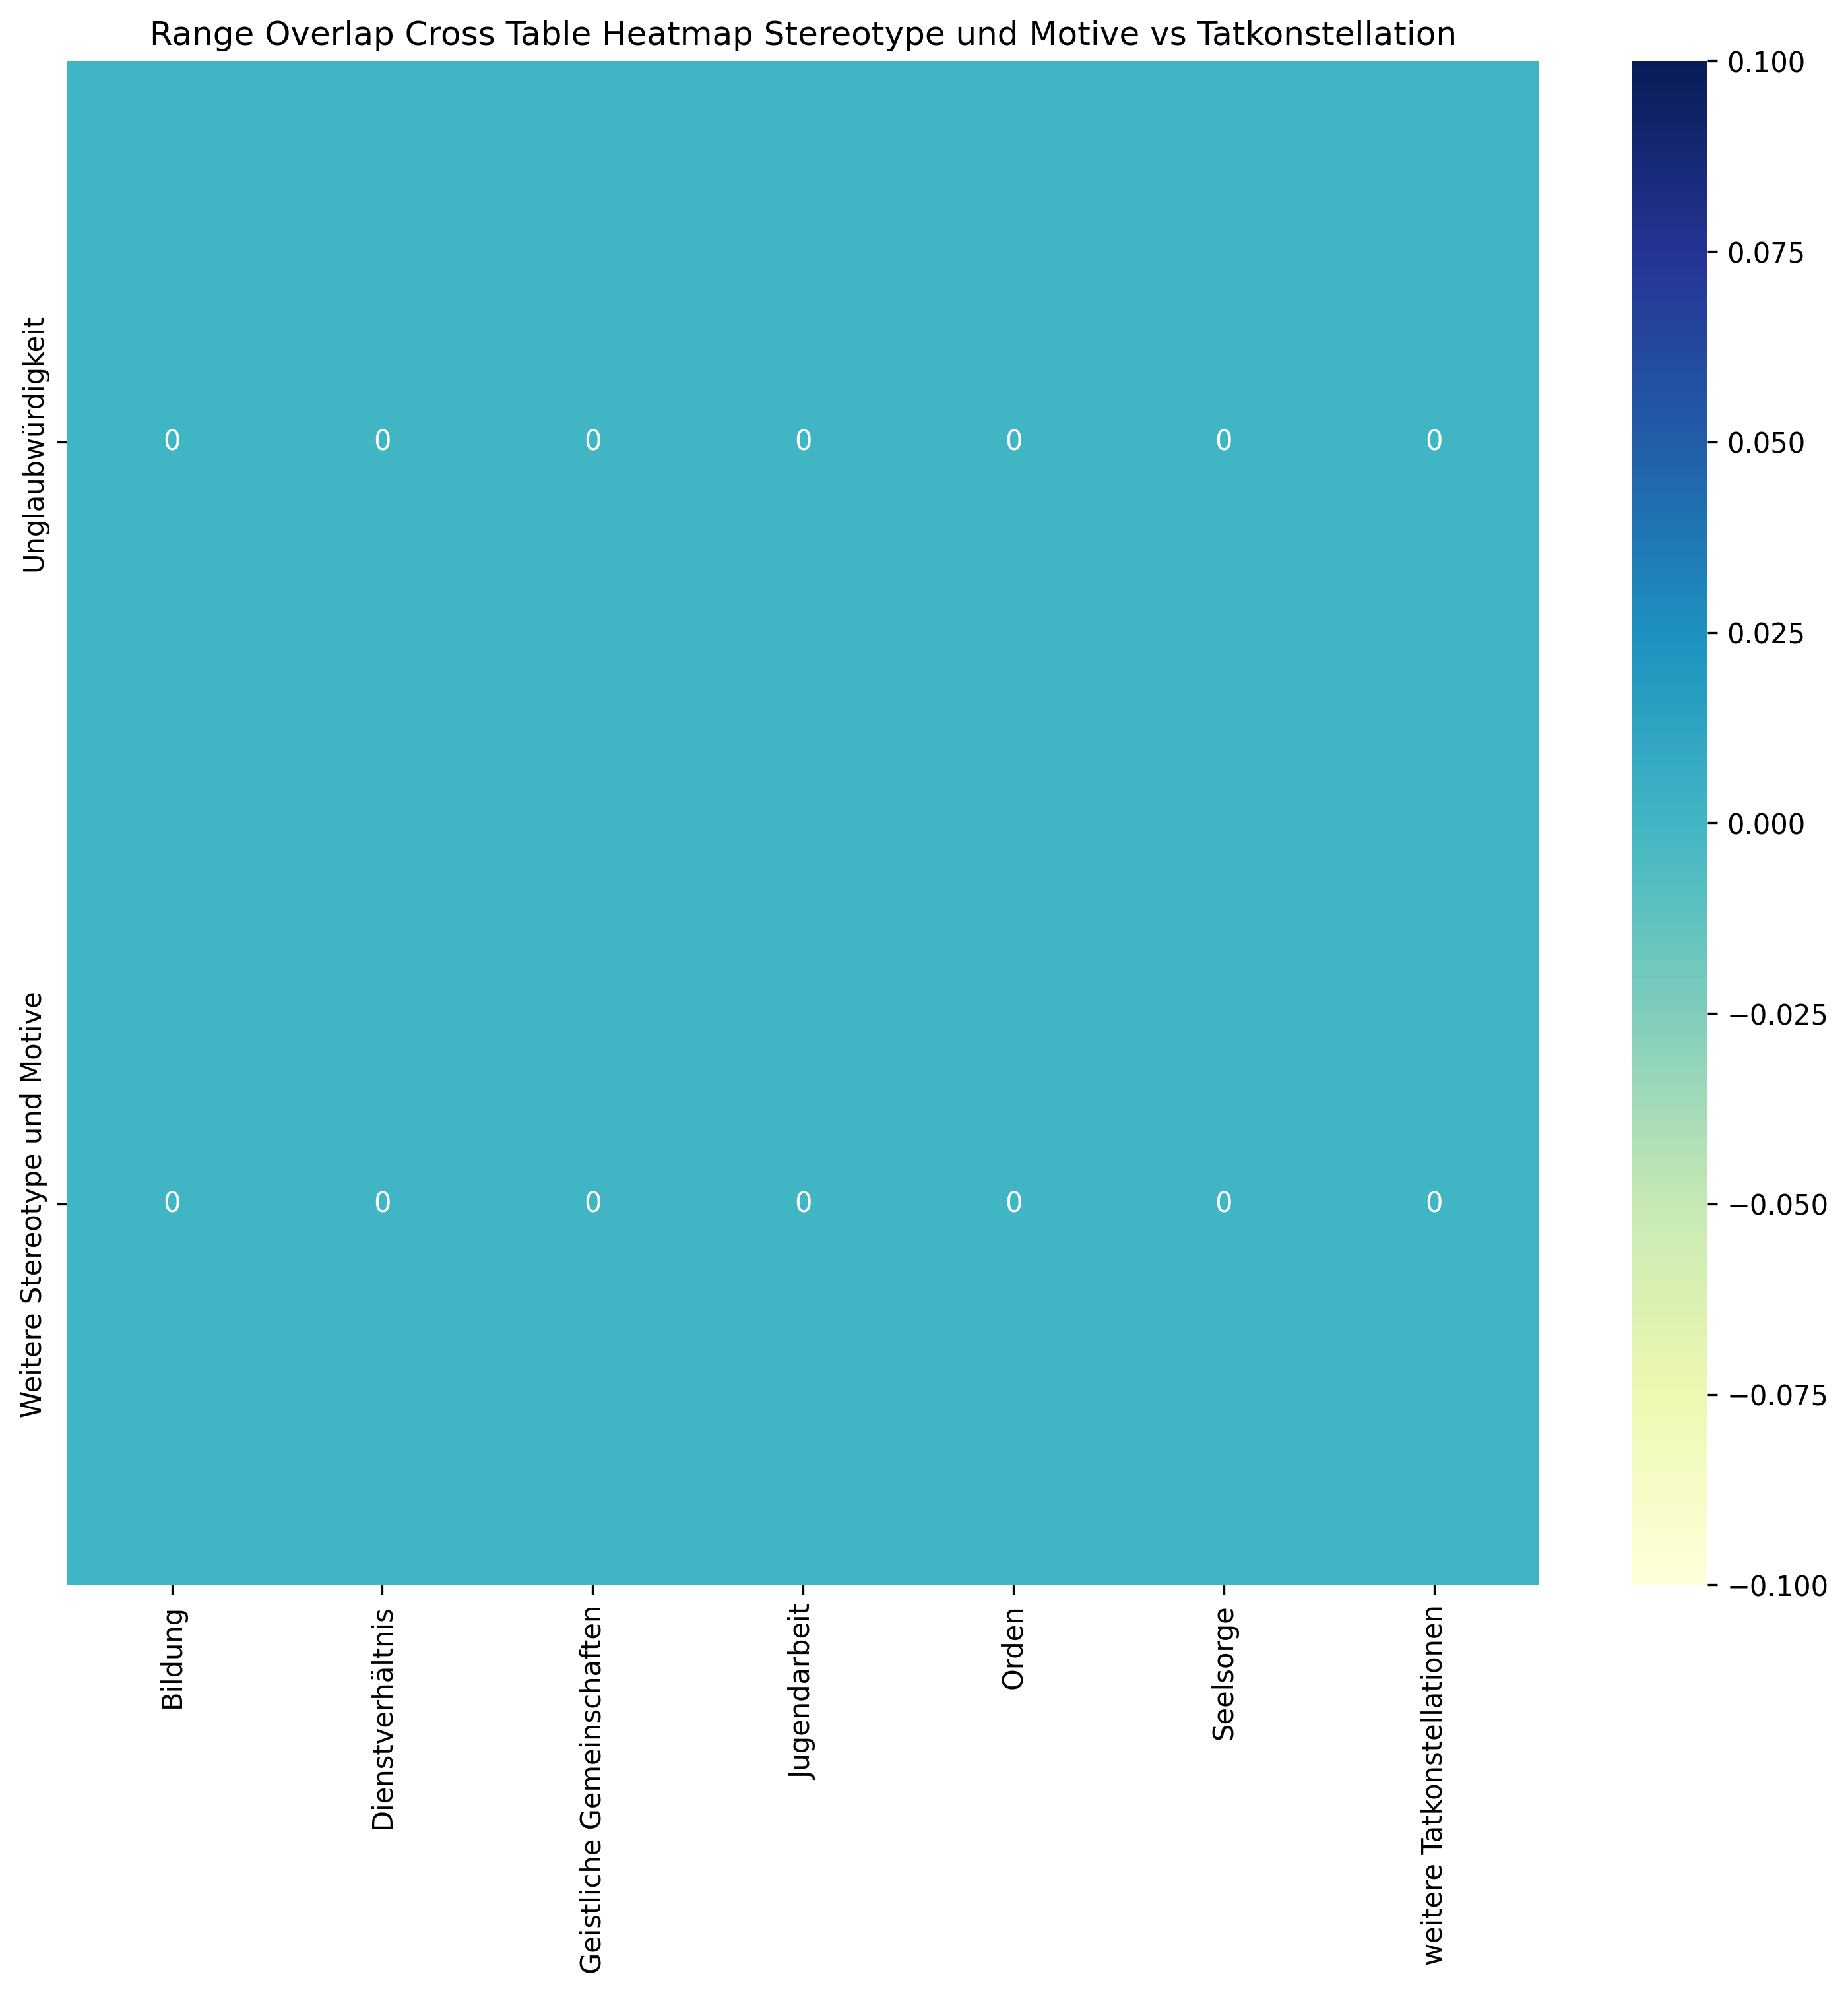 Range Overlap Cross Table Heatmap Stereotype und Motive vs Tatkonstellation
Unglaubwürdigkeit
0 0 0 0 0 0 0
Weitere Stereotype und Motive
0 0 0 0 0 0 0
Bildung
Dienstverhältnis
Geistliche Gemeinschaften
Jugendarbeit
Orden
Seelsorge
weitere Tatkonstellationen
0.100
0.075
0.050
0.025
0.000
−0.025
−0.050
−0.075
−0.100